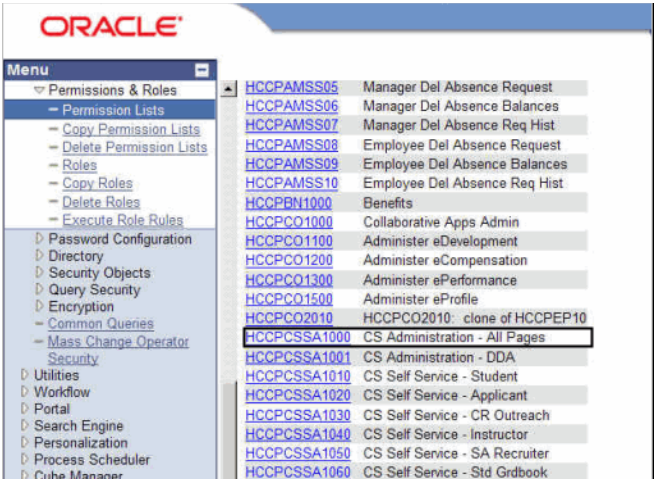 ORACLE'
Menu
Permissions & Roles
Permission Lists
Copy Permission Lists
Delete Permission Lists
Roles
Copy Roles
Delete Roles
Execute Role Rules
Password Configuration
Directory
Security Objects
Query Security
Encryption
Common Queries
Mass Change Operator
Security
Utilities
Workflow
Portal
Search Engine
Personalization
Process Scheduler
Cube Manager
HCCPAMSS05 Manager Del Absence Request
HCCPAMSS06 Manager Del Absence Balances
HCCPAMSS07 Manager Del Absence Req Hist
HCCPAMSS08 Employee Del Absence Request
HCCPAMSS09 Employee Del Absence Balances
HCCPAMSS10 Employee Del Absence Req Hist
HCCPBN1000 Benefits
HCCPCO1000 Collaborative Apps Admin
HCCPCO1100 Administer eDevelopment
HCCPCO1200 Administer eCompensation
HCCPCO1300 Administer ePerformance
HCCPCO1500 Administer eProfile
HCCPCO2010 HCCPCO2010: clone of HCCPEP10
HCCPCSSA1000 CS Administration - All Pages
HCCPCSSA1001 CS Administration - DDA
HCCPCSSA1010 CS Self Service - Student
HCCPCSSA1020 CS Self Service - Applicant
HCCPCSSA1030 CS Self Service - CR Outreach
HCCPCSSA1040 CS Self Service - Instructor
HCCPCSSA1050 CS Self Service - SA Recruiter
HCCPCSSA1060 CS Self Service - Std Grdbook